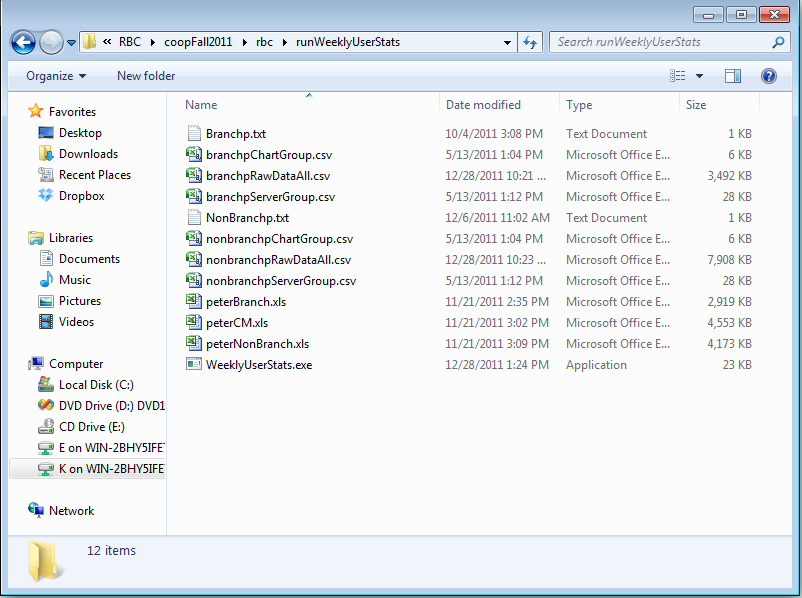 « RBC coopFall2011 rbc runWeeklyUserStats Search runWeeklyUserStats
Organize New folder
Name Date modified Type Size
Favorites
Desktop
Downloads
Recent Places
Dropbox
Libraries
Documents
Music
Pictures
Videos
Computer
Local Disk (C:)
DVD Drive (D:) DVD1
CD Drive (E:)
E on WIN-2BHY5IFE
K on WIN-2BHY5IFE
Network
Branchp.txt 10/4/2011 3:08 PM Text Document 1 KB
branchpChartGroup.csv 5/13/2011 1:04 PM Microsoft Office E... 6 KB
branchpRawDataAll.csv 12/28/2011 10:21 ... Microsoft Office E... 3,492 KB
branchpServerGroup.csv 5/13/2011 1:12 PM Microsoft Office E... 28 KB
NonBranchp.txt 12/6/2011 11:02 AM Text Document 1 KB
nonbranchpChartGroup.csv 5/13/2011 1:04 PM Microsoft Office E... 6 KB
nonbranchpRawDataAll.csv 12/28/2011 10:23 ... Microsoft Office E... 7,908 KB
nonbranchpServerGroup.csv 5/13/2011 1:12 PM Microsoft Office E... 28 KB
peterBranch.xls 11/21/2011 2:35 PM Microsoft Office E... 2,919 KB
peterCM.xls 11/21/2011 3:02 PM Microsoft Office E... 4,553 KB
peterNonBranch.xls 11/21/2011 3:09 PM Microsoft Office E... 4,173 KB
WeeklyUserStats.exe 12/28/2011 1:24 PM Application 23 KB
12 items